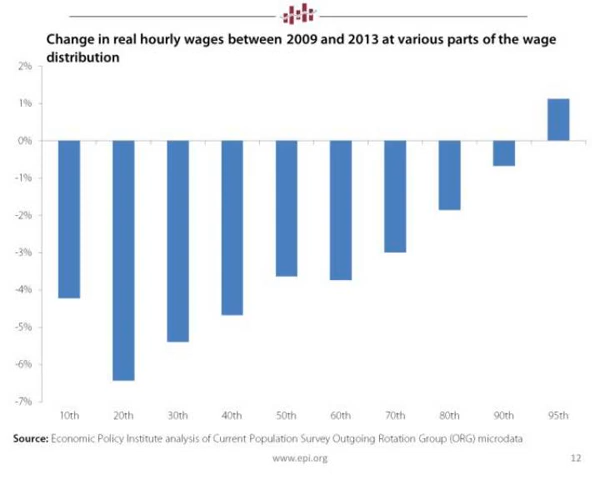 Change in real hourly wages between 2009 and 2013 at various parts of the wage
distribution
2%
1%
0%
-1%
-2%
-3%
-4%
-5%
-6%
-7%
10th 20th 30th 40th 50th 60th 70th 80th 90th 95th
Source: Economic Policy Institute analysis of Current Population Survey Outgoing Rotation Group (ORG) microdata
www.epi.org 12